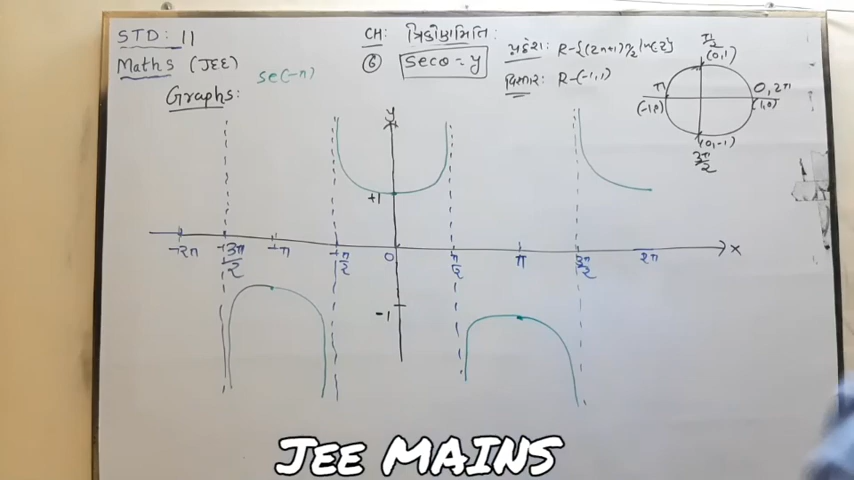 STD: 11
CH: ત્રિકોણમિતિ:
Maths (JEE)
⑥ secθ = y
Graphs:
se(-π)
પ્રદેશ: R-{(2n+1)π/2 | n∈Z}
વિસ્તાર: R-(-1,1)
π/2
(0,1)
π
0, 2π
(-1,0)
(1,0)
(0,-1)
3π/2
y
+1
-2π
-3π/2
-π
-π/2
0
π/2
π
3π/2
2π
x
-1
JEE MAINS